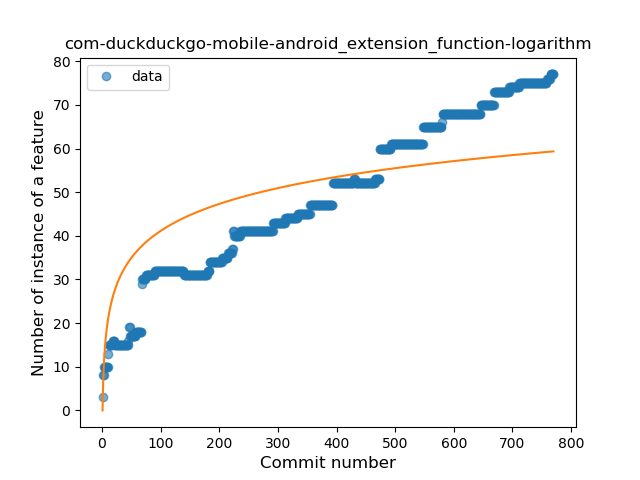 com-duckduckgo-mobile-android_extension_function-logarithm
data
Number of instance of a feature
80
70
60
50
40
30
20
10
0
0 100 200 300 400 500 600 700 800
Commit number